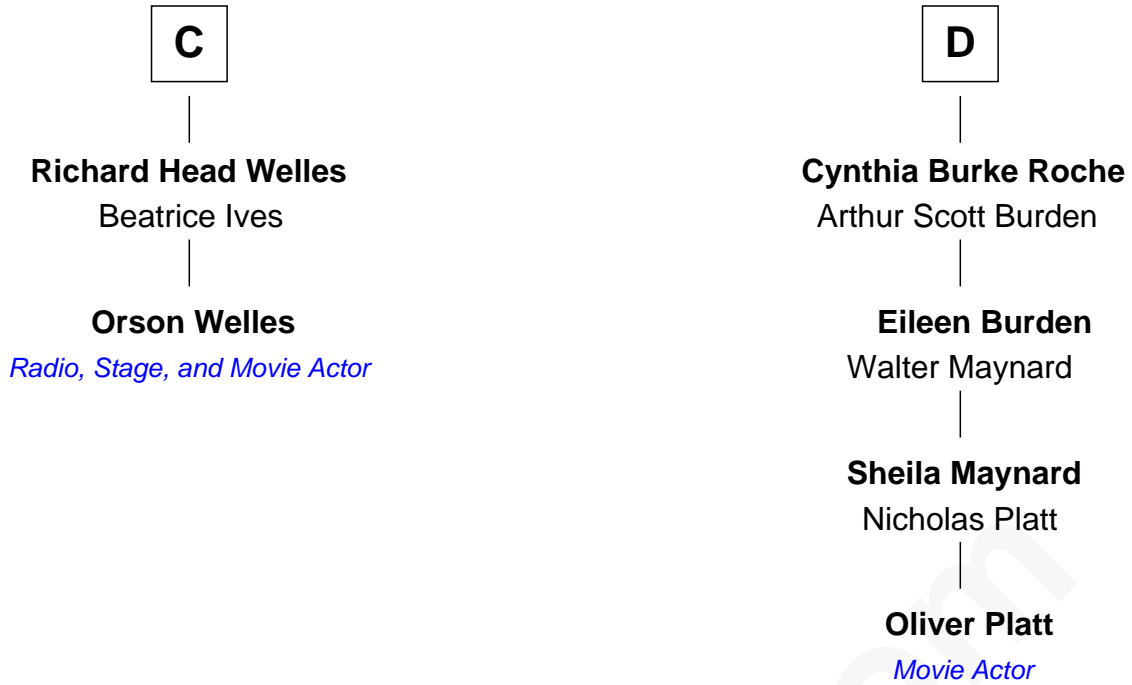 C
Richard Head Welles
Beatrice Ives
Orson Welles
Radio, Stage, and Movie Actor
D
Cynthia Burke Roche
Arthur Scott Burden
Eileen Burden
Walter Maynard
Sheila Maynard
Nicholas Platt
Oliver Platt
Movie Actor